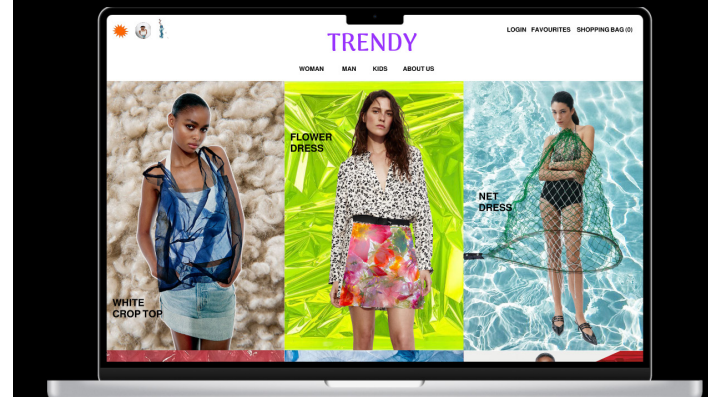 TRENDY
LOGIN FAVOURITES SHOPPING BAG (0)
WOMAN MAN KIDS ABOUT US
FLOWER
DRESS
NET
DRESS
WHITE
CROP TOP